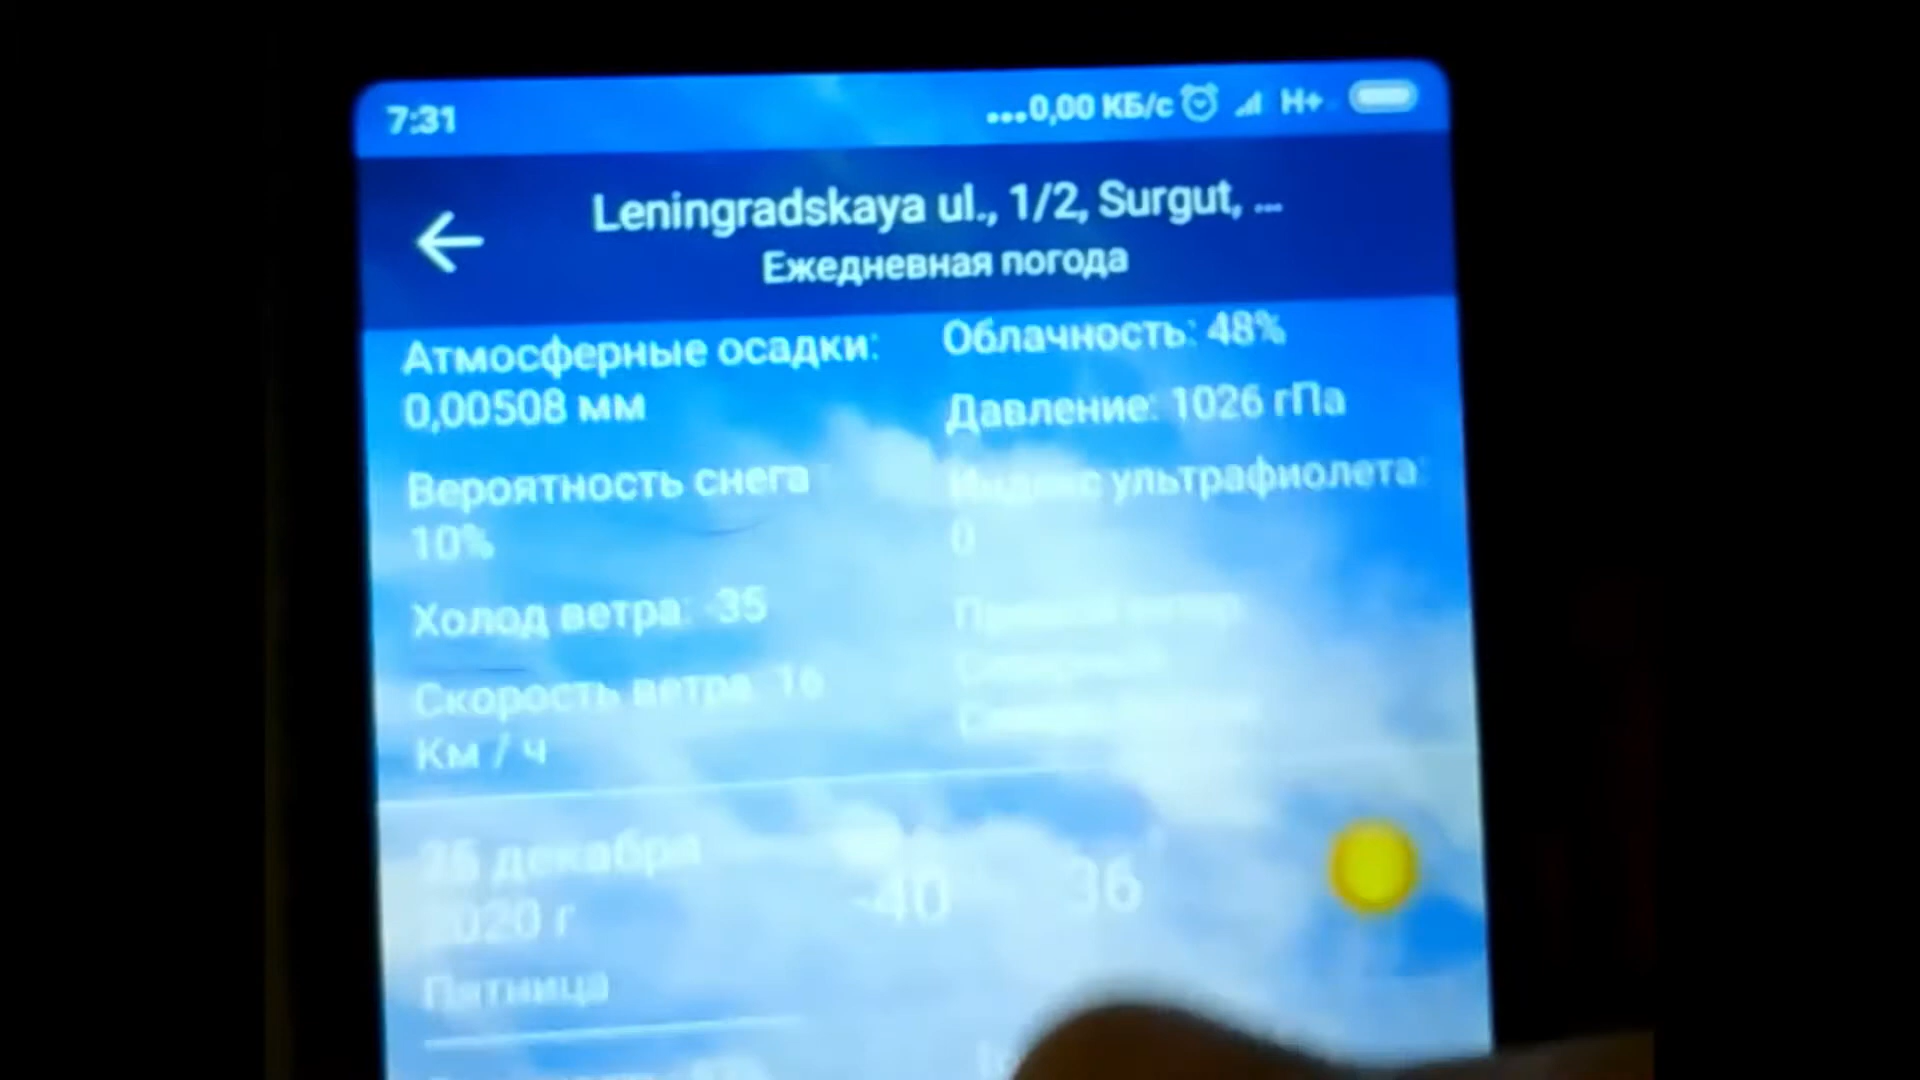 7:31
...0,00 КБ/с H+
Leningradskaya ul., 1/2, Surgut, ...
Ежедневная погода
Атмосферные осадки:
0,00508 мм
Вероятность снега
10%
Холод ветра: -35
Скорость ветра: 16
Км / ч
Облачность: 48%
Давление: 1026 гПа
Индекс ультрафиолета:
0
декабря
2020 г
Пятница
-40
36